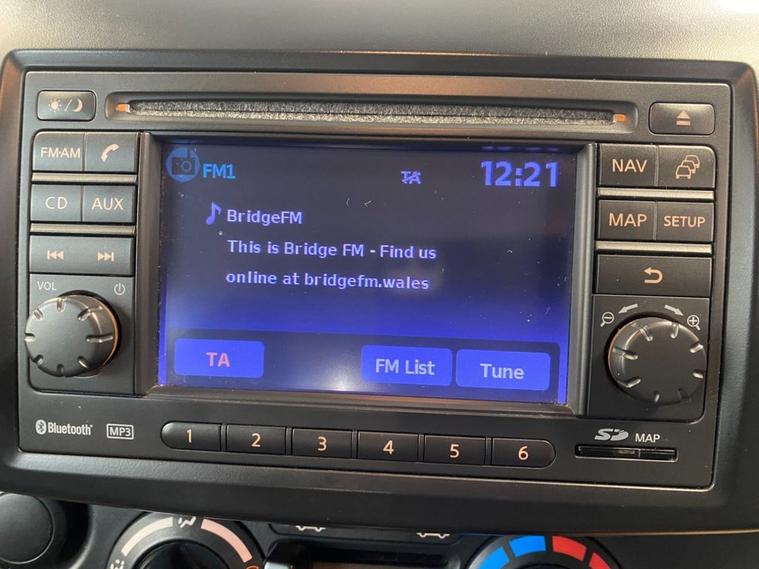 FM·AM
CD AUX
VOL
FM1 TA 12:21
BridgeFM
This is Bridge FM - Find us
online at bridgefm.wales
TA FM List Tune
NAV
MAP SETUP
Bluetooth MP3 1 2 3 4 5 6 SD MAP